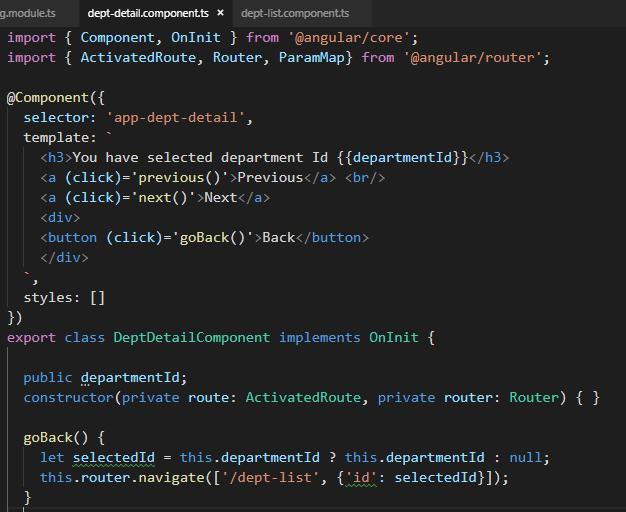 g.module.ts dept-detail.component.ts × dept-list.component.ts
import { Component, OnInit } from '@angular/core';
import { ActivatedRoute, Router, ParamMap} from '@angular/router';
@Component({
  selector: 'app-dept-detail',
  template: `
    <h3>You have selected department Id {{departmentId}}</h3>
    <a (click)='previous()'>Previous</a> <br/>
    <a (click)='next()'>Next</a>
    <div>
    <button (click)='goBack()'>Back</button>
    </div>
  `,
  styles: []
})
export class DeptDetailComponent implements OnInit {
  public departmentId;
  constructor(private route: ActivatedRoute, private router: Router) { }
  goBack() {
    let selectedId = this.departmentId ? this.departmentId : null;
    this.router.navigate(['/dept-list', {'id': selectedId}]);
  }